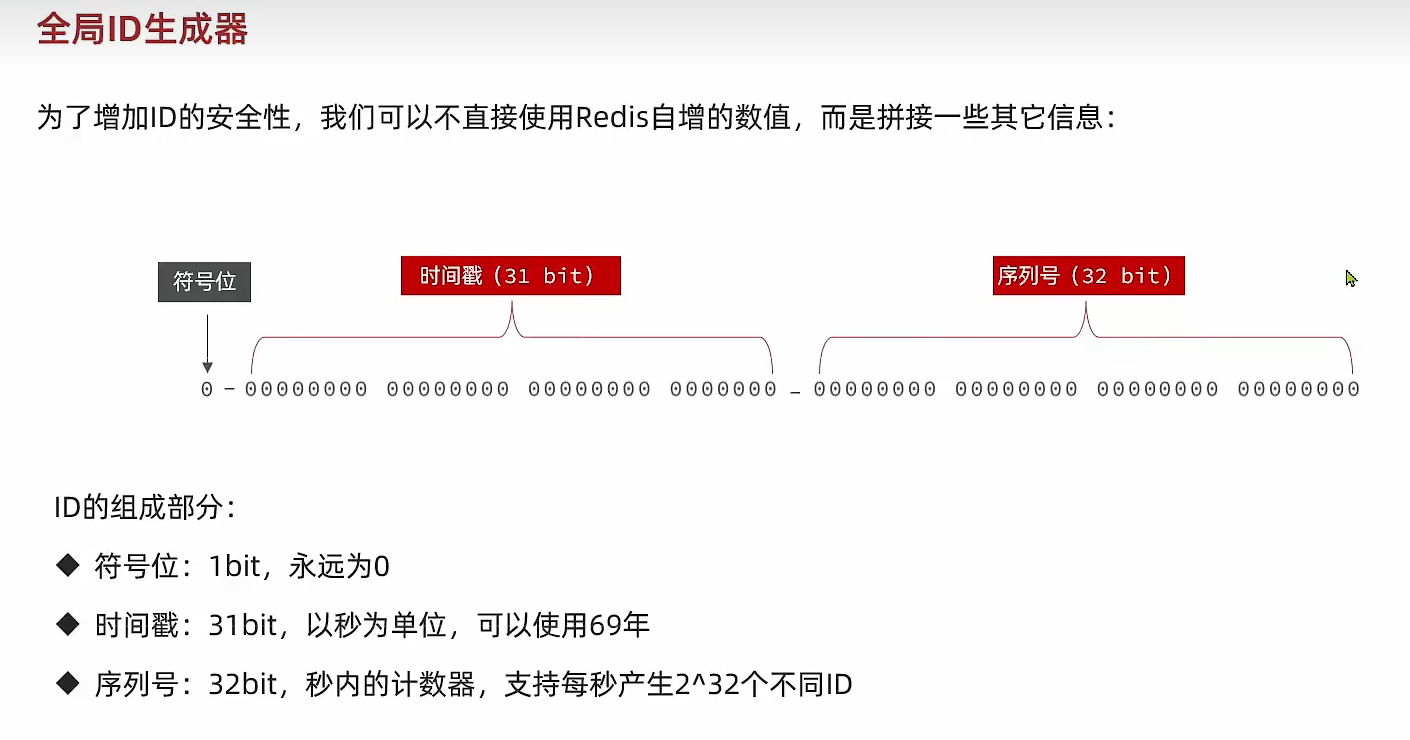 全局ID生成器
为了增加ID的安全性，我们可以不直接使用Redis自增的数值，而是拼接一些其它信息：
符号位 时间戳（31 bit） 序列号（32 bit）
0 - 00000000 00000000 00000000 0000000 - 00000000 00000000 00000000 00000000
ID的组成部分：
◆ 符号位：1bit，永远为0
◆ 时间戳：31bit，以秒为单位，可以使用69年
◆ 序列号：32bit，秒内的计数器，支持每秒产生2^32个不同ID